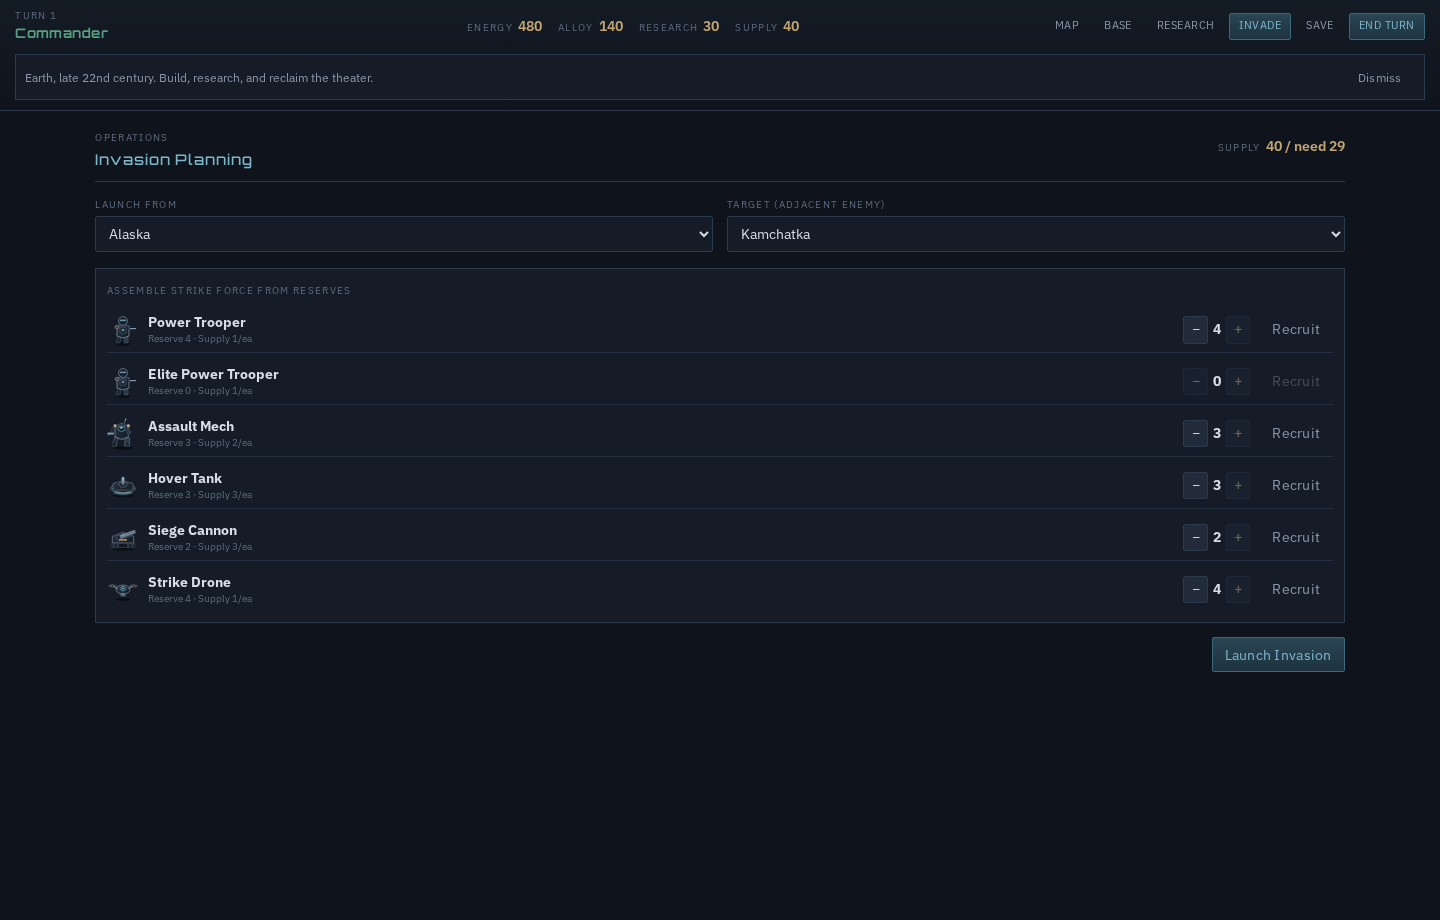 TURN 1
Commander
ENERGY 480 ALLOY 140 RESEARCH 30 SUPPLY 40
MAP BASE RESEARCH INVADE SAVE END TURN
Earth, late 22nd century. Build, research, and reclaim the theater.
Dismiss
OPERATIONS
Invasion Planning
SUPPLY 40 / need 29
LAUNCH FROM
Alaska
TARGET (ADJACENT ENEMY)
Kamchatka
ASSEMBLE STRIKE FORCE FROM RESERVES
Power Trooper
Reserve 4 · Supply 1/ea
− 4 + Recruit
Elite Power Trooper
Reserve 0 · Supply 1/ea
− 0 + Recruit
Assault Mech
Reserve 3 · Supply 2/ea
− 3 + Recruit
Hover Tank
Reserve 3 · Supply 3/ea
− 3 + Recruit
Siege Cannon
Reserve 2 · Supply 3/ea
− 2 + Recruit
Strike Drone
Reserve 4 · Supply 1/ea
− 4 + Recruit
Launch Invasion